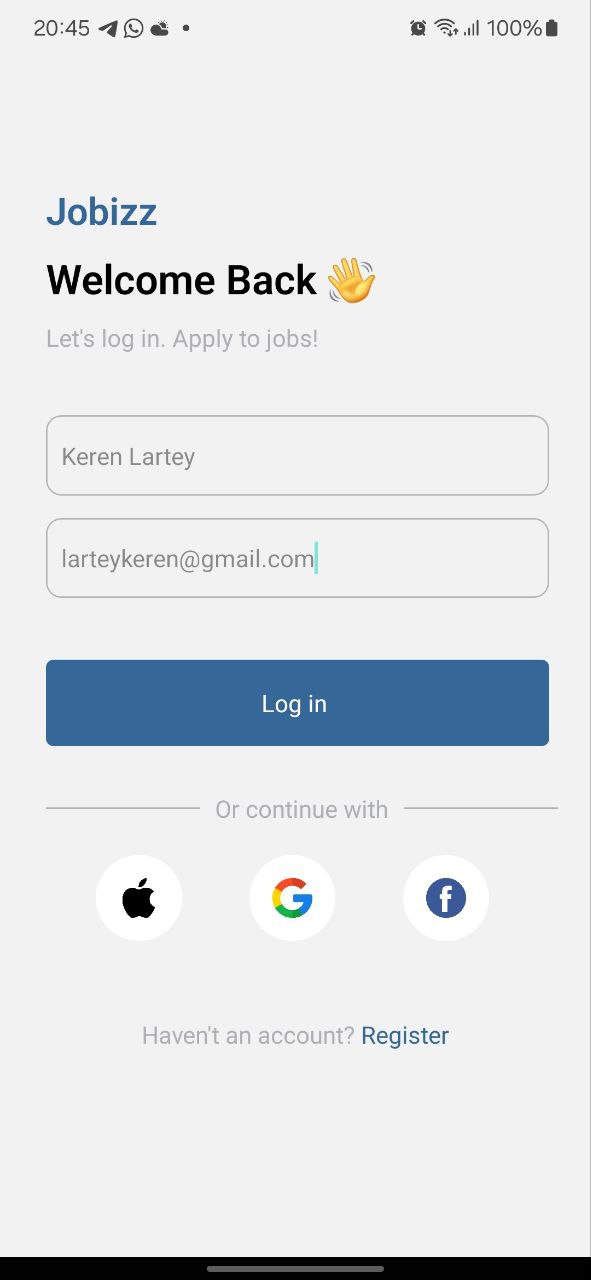 20:45 100%
Jobizz
Welcome Back 👋
Let's log in. Apply to jobs!
Keren Lartey
larteykeren@gmail.com
Log in
Or continue with
Haven't an account? Register